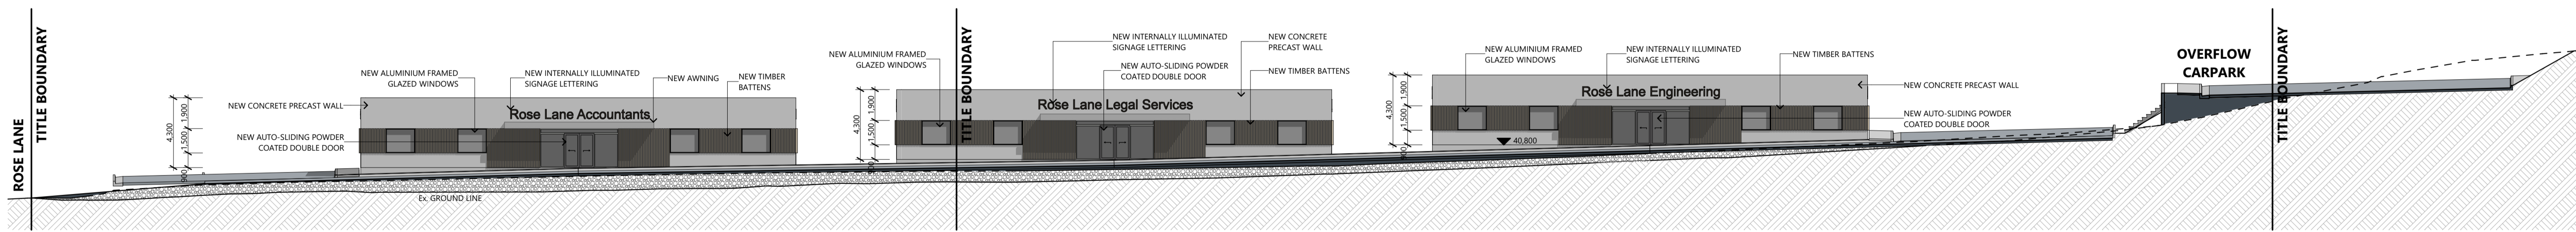 ROSE LANE
TITLE BOUNDARY
4,300
1,900
1,500
900
NEW CONCRETE PRECAST WALL
NEW AUTO-SLIDING POWDER
COATED DOUBLE DOOR
NEW ALUMINIUM FRAMED
GLAZED WINDOWS
NEW INTERNALLY ILLUMINATED
SIGNAGE LETTERING
NEW AWNING
NEW TIMBER
BATTENS
Rose Lane Accountants
Ex. GROUND LINE
NEW ALUMINIUM FRAMED
GLAZED WINDOWS
4,300
1,900
1,500
TITLE BOUNDARY
NEW INTERNALLY ILLUMINATED
SIGNAGE LETTERING
NEW AUTO-SLIDING POWDER
COATED DOUBLE DOOR
NEW CONCRETE
PRECAST WALL
NEW TIMBER BATTENS
Rose Lane Legal Services
4,300
1,900
1,500
NEW ALUMINIUM FRAMED
GLAZED WINDOWS
NEW INTERNALLY ILLUMINATED
SIGNAGE LETTERING
NEW TIMBER BATTENS
Rose Lane Engineering
40,800
NEW CONCRETE PRECAST WALL
NEW AUTO-SLIDING POWDER
COATED DOUBLE DOOR
OVERFLOW
CARPARK
TITLE BOUNDARY